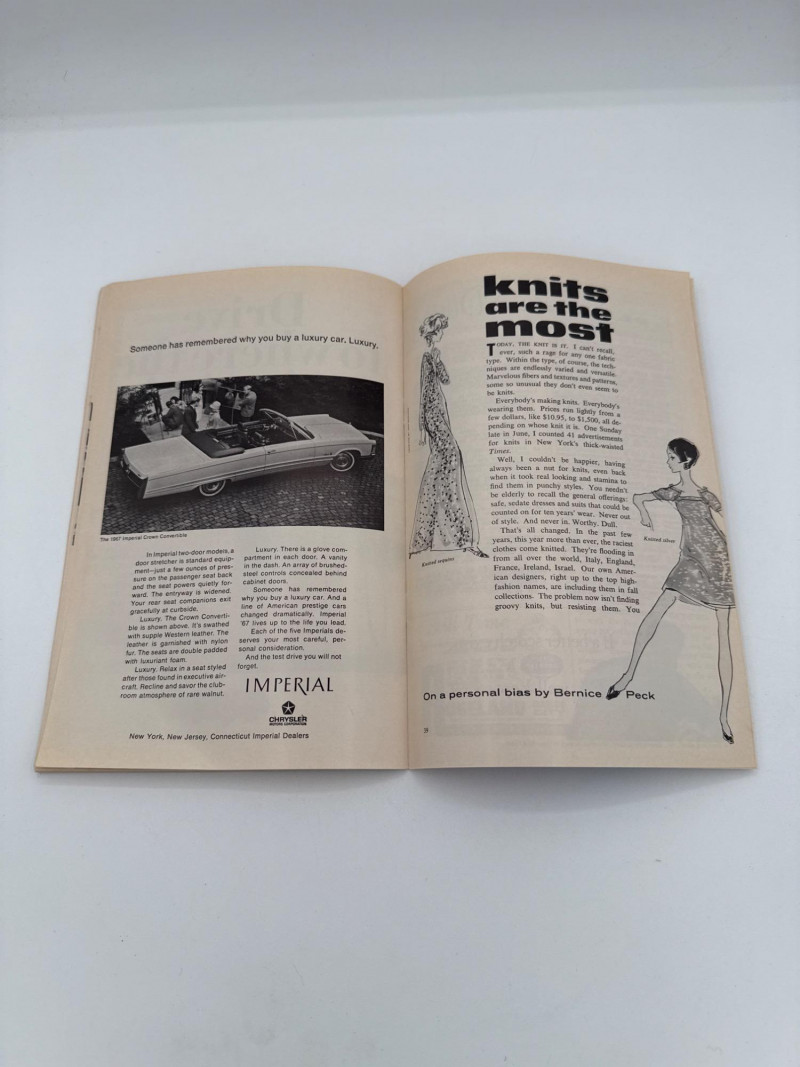 Someone has remembered why you buy a luxury car. Luxury.
The 1967 Imperial Crown Convertible
In Imperial two-door models, a
door stretcher is standard equip-
ment—just a few ounces of pres-
sure on the passenger seat back
and the seat powers quietly for-
ward. The entryway is widened.
Your rear seat companions exit
gracefully at curbside.
Luxury. The Crown Converti-
ble is shown above. It's swathed
with supple Western leather. The
leather is garnished with nylon
fur. The seats are double padded
with luxuriant foam.
Luxury. Relax in a seat styled
after those found in executive air-
craft. Recline and savor the club-
room atmosphere of rare walnut.
Luxury. There is a glove com-
partment in each door. A vanity
in the dash. An array of brushed-
steel controls concealed behind
cabinet doors.
Someone has remembered
why you buy a luxury car. And a
line of American prestige cars
changed dramatically. Imperial
'67 lives up to the life you lead.
Each of the five Imperials de-
serves your most careful, per-
sonal consideration.
And the test drive you will not
forget.
IMPERIAL
CHRYSLER
MOTORS CORPORATION
New York, New Jersey, Connecticut Imperial Dealers
knits
are the
most
TODAY, THE KNIT IS IT. I can't recall,
ever, such a rage for any one fabric
type. Within the type, of course, the tech-
niques are endlessly varied and versatile.
Marvelous fibers and textures and patterns,
some so unusual they don't even seem to
be knits.
Everybody's making knits. Everybody's
wearing them. Prices run lightly from a
few dollars, like $10.95, to $1,500, all de-
pending on whose knit it is. One Sunday
late in June, I counted 41 advertisements
for knits in New York's thick-waisted
Times.
Well, I couldn't be happier, having
always been a nut for knits, even back
when it took real looking and stamina to
find them in punchy styles. You needn't
be elderly to recall the general offerings:
safe, sedate dresses and suits that could be
counted on for ten years' wear. Never out
of style. And never in. Worthy. Dull.
That's all changed. In the past few
years, this year more than ever, the raciest
clothes come knitted. They're flooding in
from all over the world, Italy, England,
France, Ireland, Israel. Our own Amer-
ican designers, right up to the top high-
fashion names, are including them in fall
collections. The problem now isn't finding
groovy knits, but resisting them. You
Knitted sequins
Knitted silver
On a personal bias by Bernice Peck